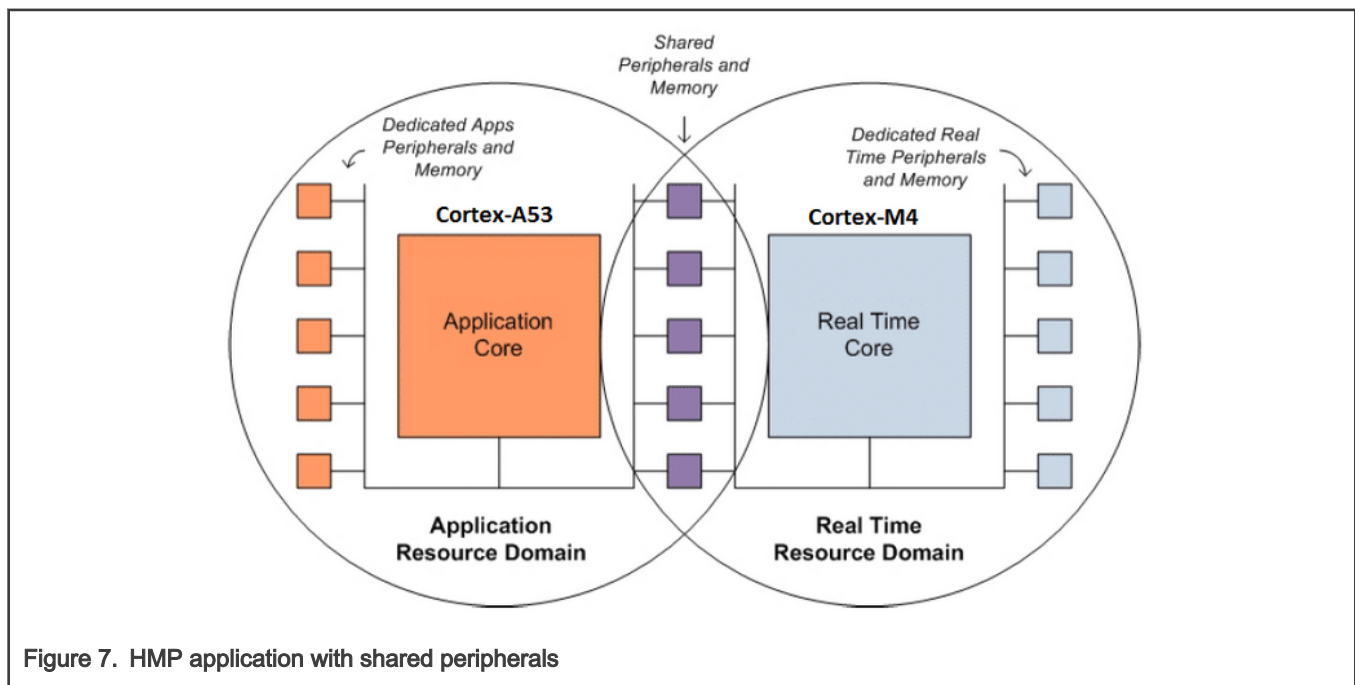 Shared
Peripherals and
Memory
Dedicated Apps
Peripherals and
Memory
Dedicated Real
Time Peripherals
and Memory
Cortex-A53
Cortex-M4
Application
Core
Real Time
Core
Application
Resource Domain
Real Time
Resource Domain
Figure 7. HMP application with shared peripherals